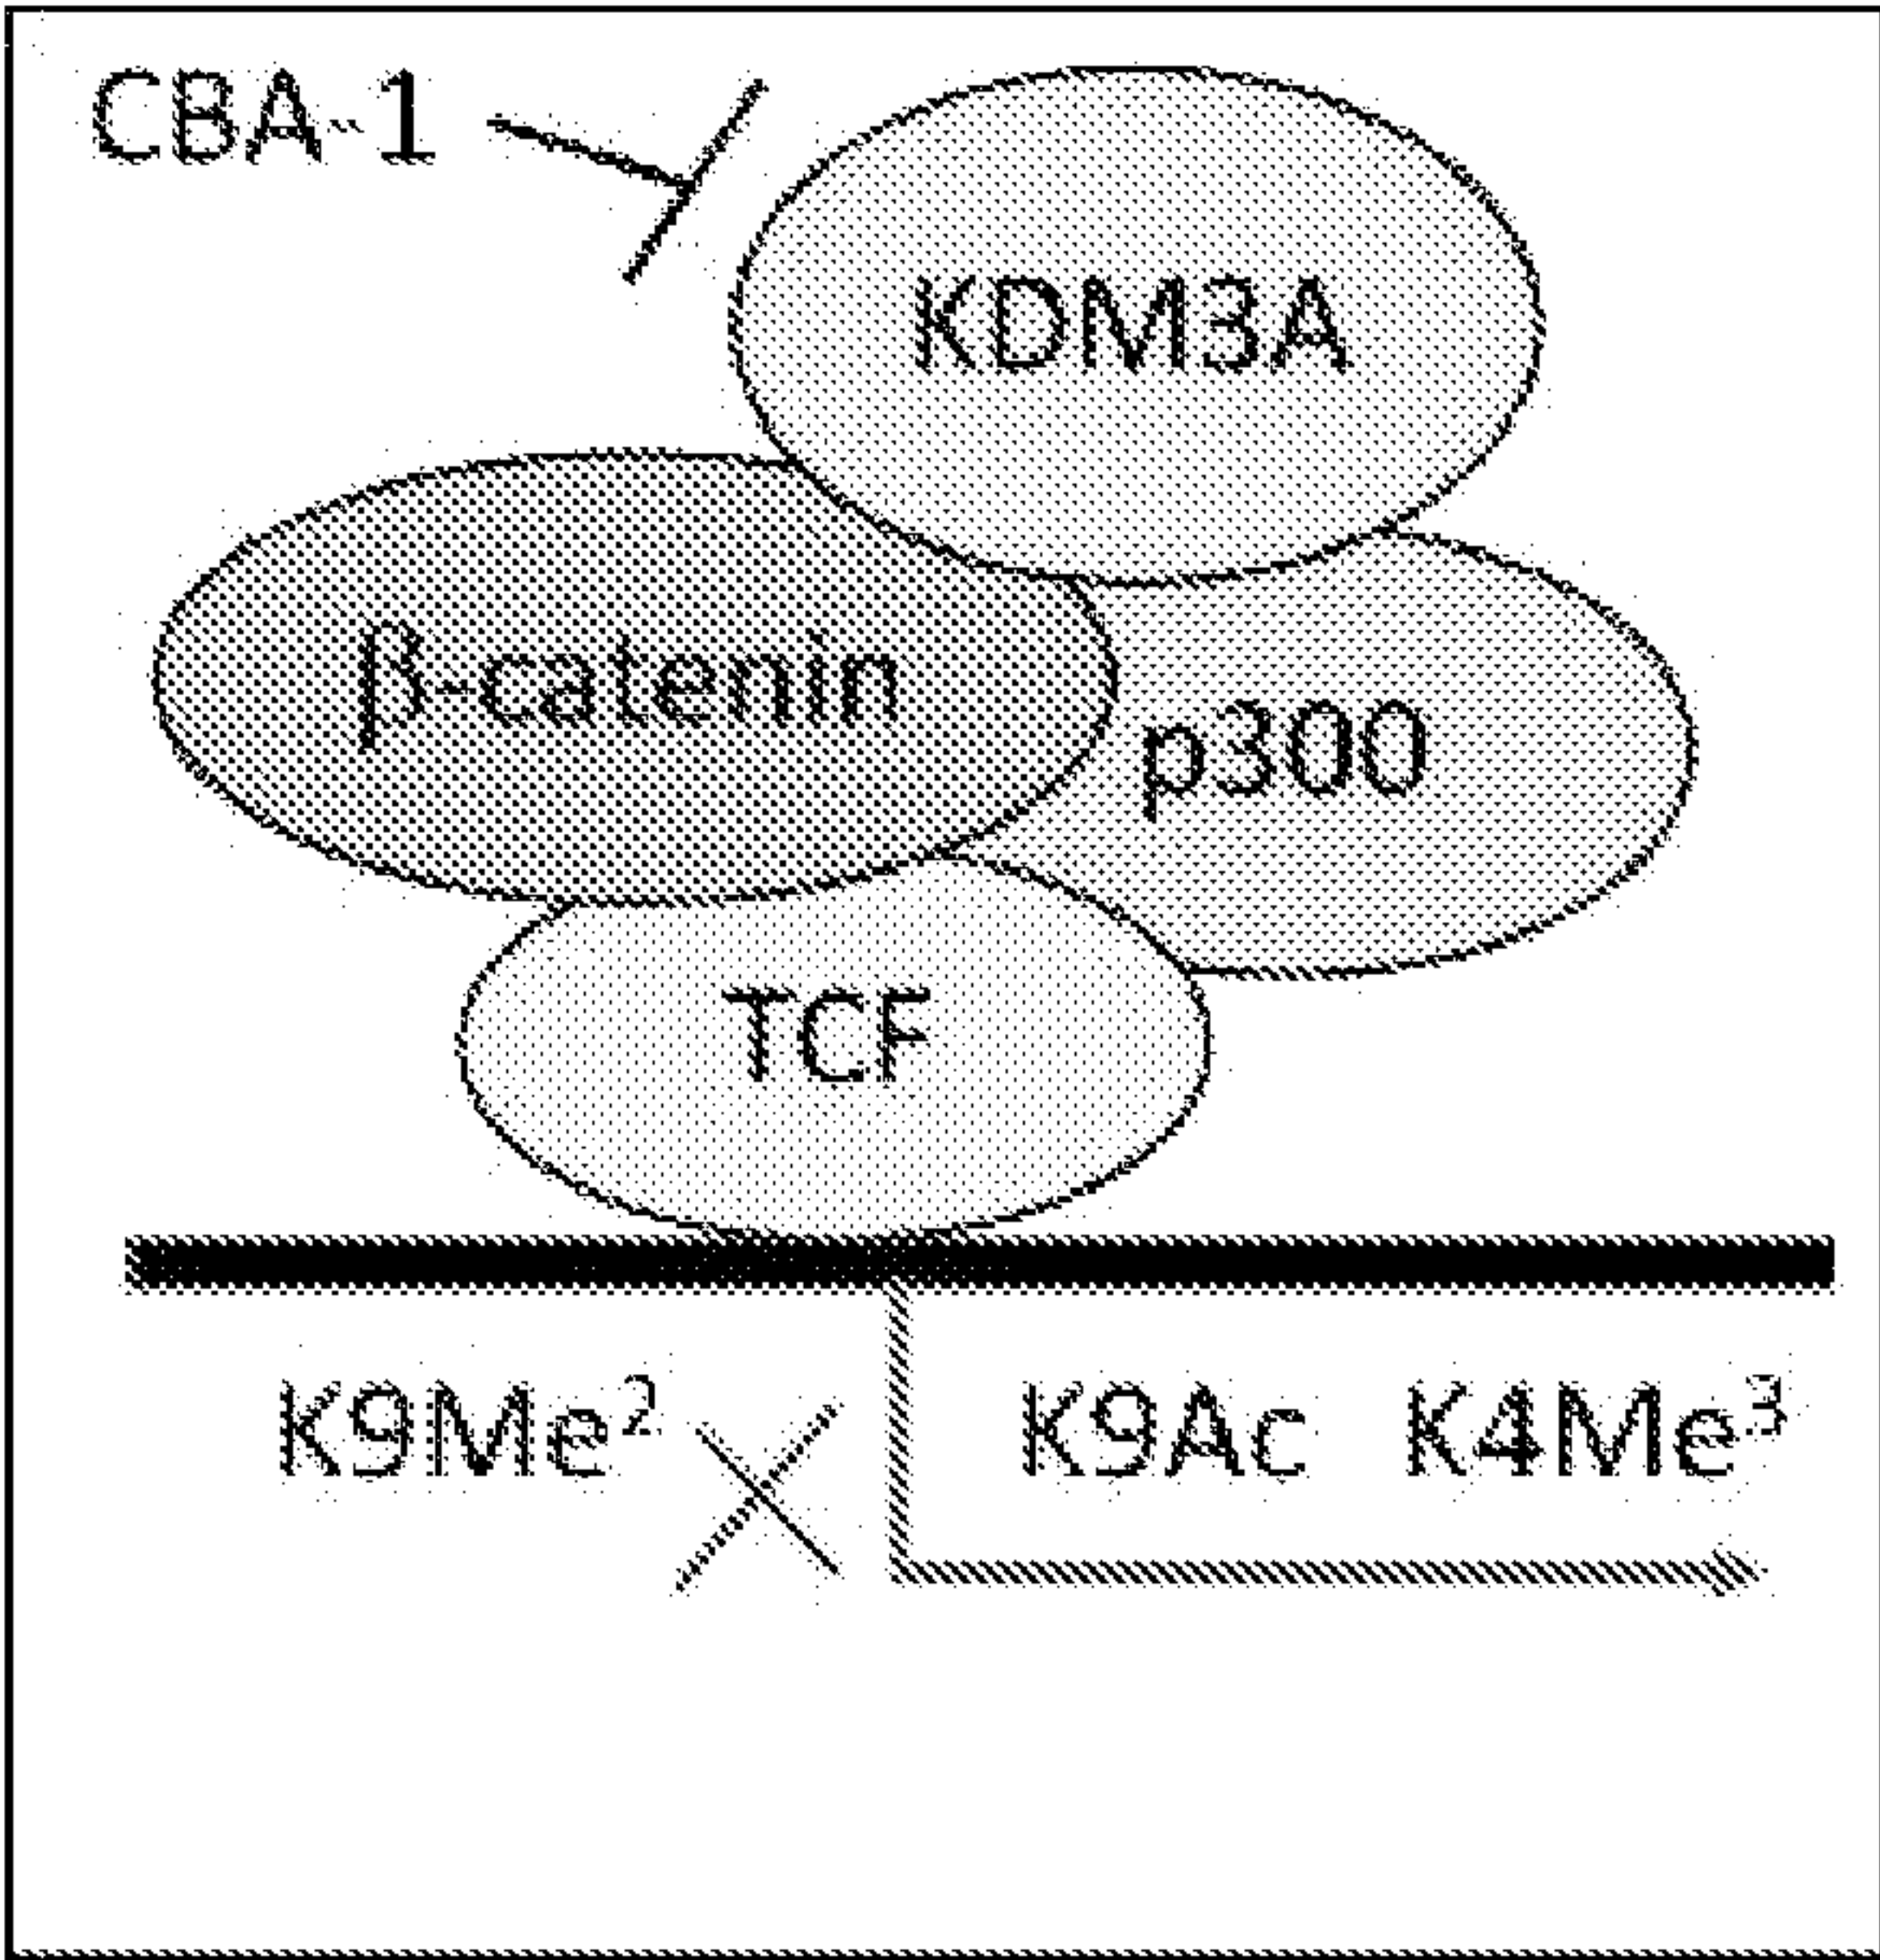 CBA-1
KDM3A
β-catenin
p300
TCF
K9Me² K9Ac K4Me³